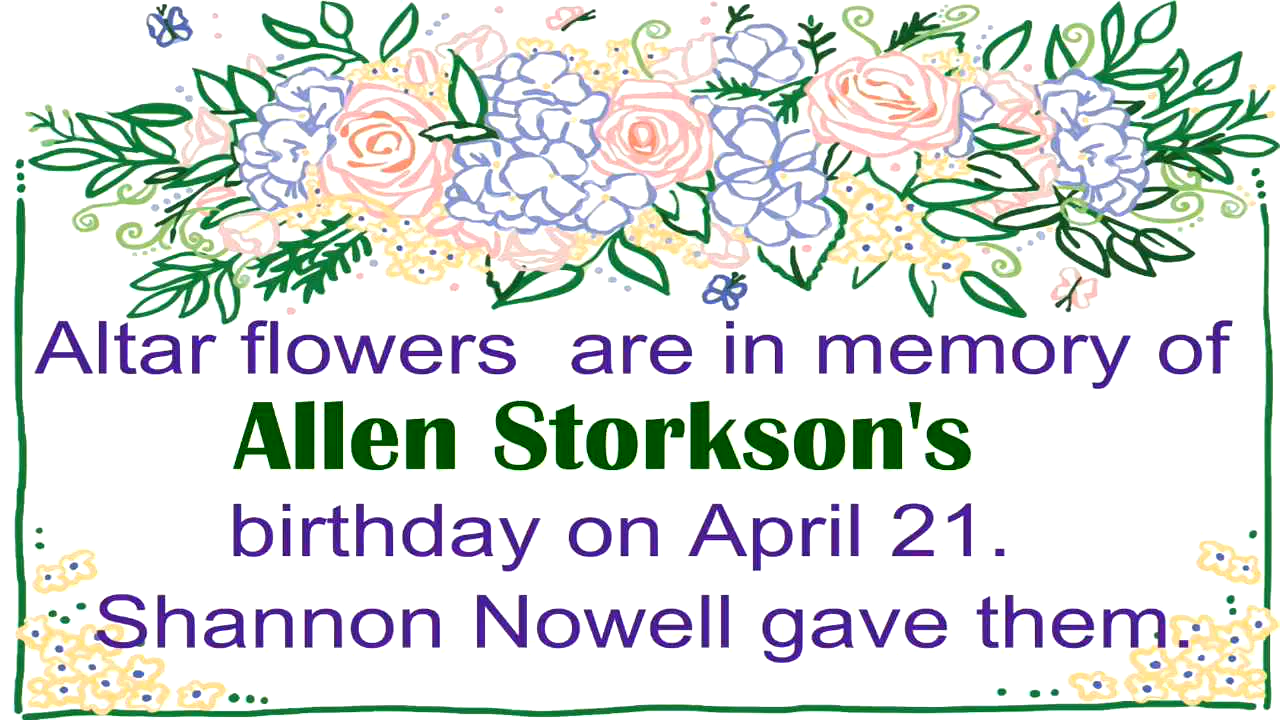 Altar flowers  are in memory of
Allen Storkson's
birthday on April 21.
Shannon Nowell gave them.